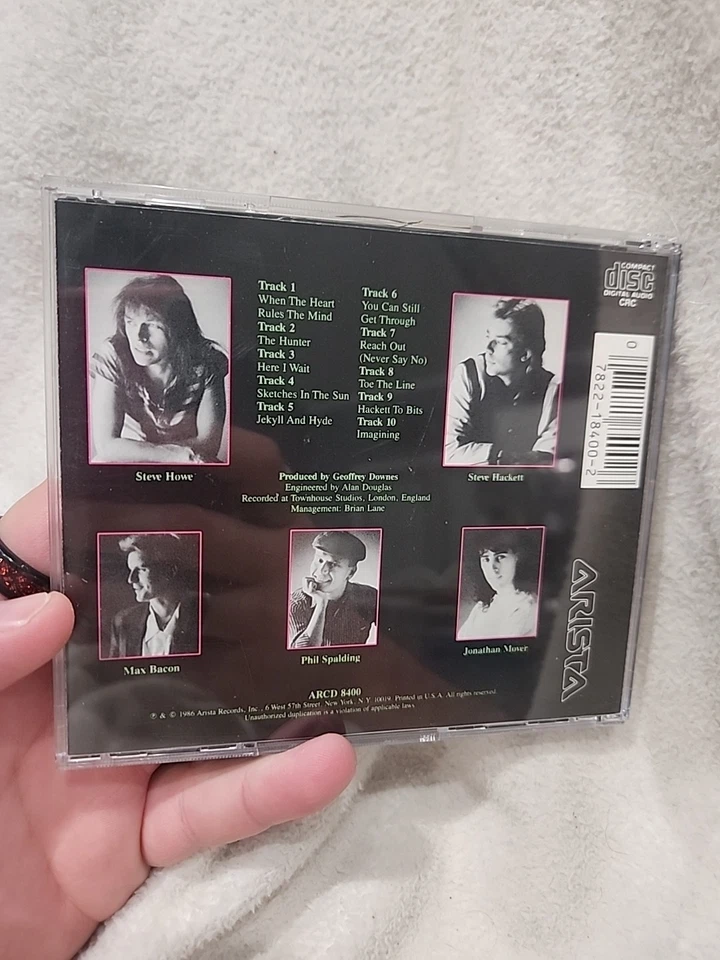 COMPACT
disc
DIGITAL AUDIO
CRC
Track 1
When The Heart
Rules The Mind
Track 2
The Hunter
Track 3
Here I Wait
Track 4
Sketches In The Sun
Track 5
Jekyll And Hyde
Track 6
You Can Still
Get Through
Track 7
Reach Out
(Never Say No)
Track 8
Toe The Line
Track 9
Hackett To Bits
Track 10
Imagining
0
7822-18400-2
Steve Howe
Steve Hackett
Produced by Geoffrey Downes
Engineered by Alan Douglas
Recorded at Townhouse Studios, London, England
Management: Brian Lane
Max Bacon
Phil Spalding
Jonathan Mover
ARISTA
ARCD 8400
℗ & © 1986 Arista Records, Inc., 6 West 57th Street, New York, N.Y. 10019. Printed in U.S.A. All rights reserved.
Unauthorized duplication is a violation of applicable laws.